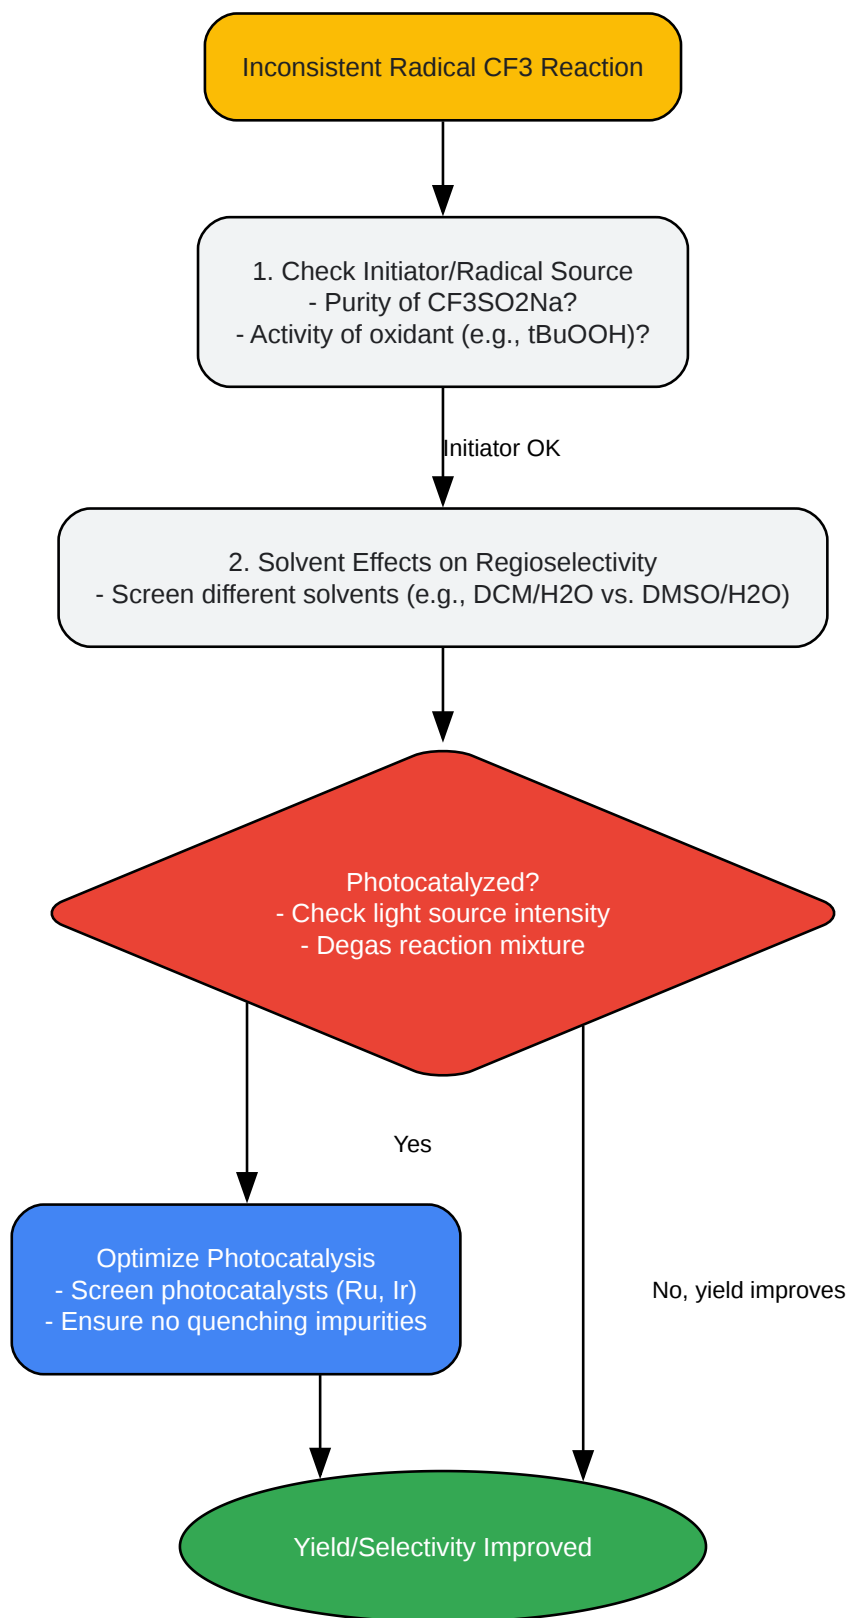 Inconsistent Radical CF3 Reaction
1. Check Initiator/Radical Source
- Purity of CF3SO2Na?
- Activity of oxidant (e.g., tBuOOH)?
Initiator OK
2. Solvent Effects on Regioselectivity
- Screen different solvents (e.g., DCM/H2O vs. DMSO/H2O)
Photocatalyzed?
- Check light source intensity
- Degas reaction mixture
Yes
Optimize Photocatalysis
- Screen photocatalysts (Ru, Ir)
- Ensure no quenching impurities
No, yield improves
Yield/Selectivity Improved